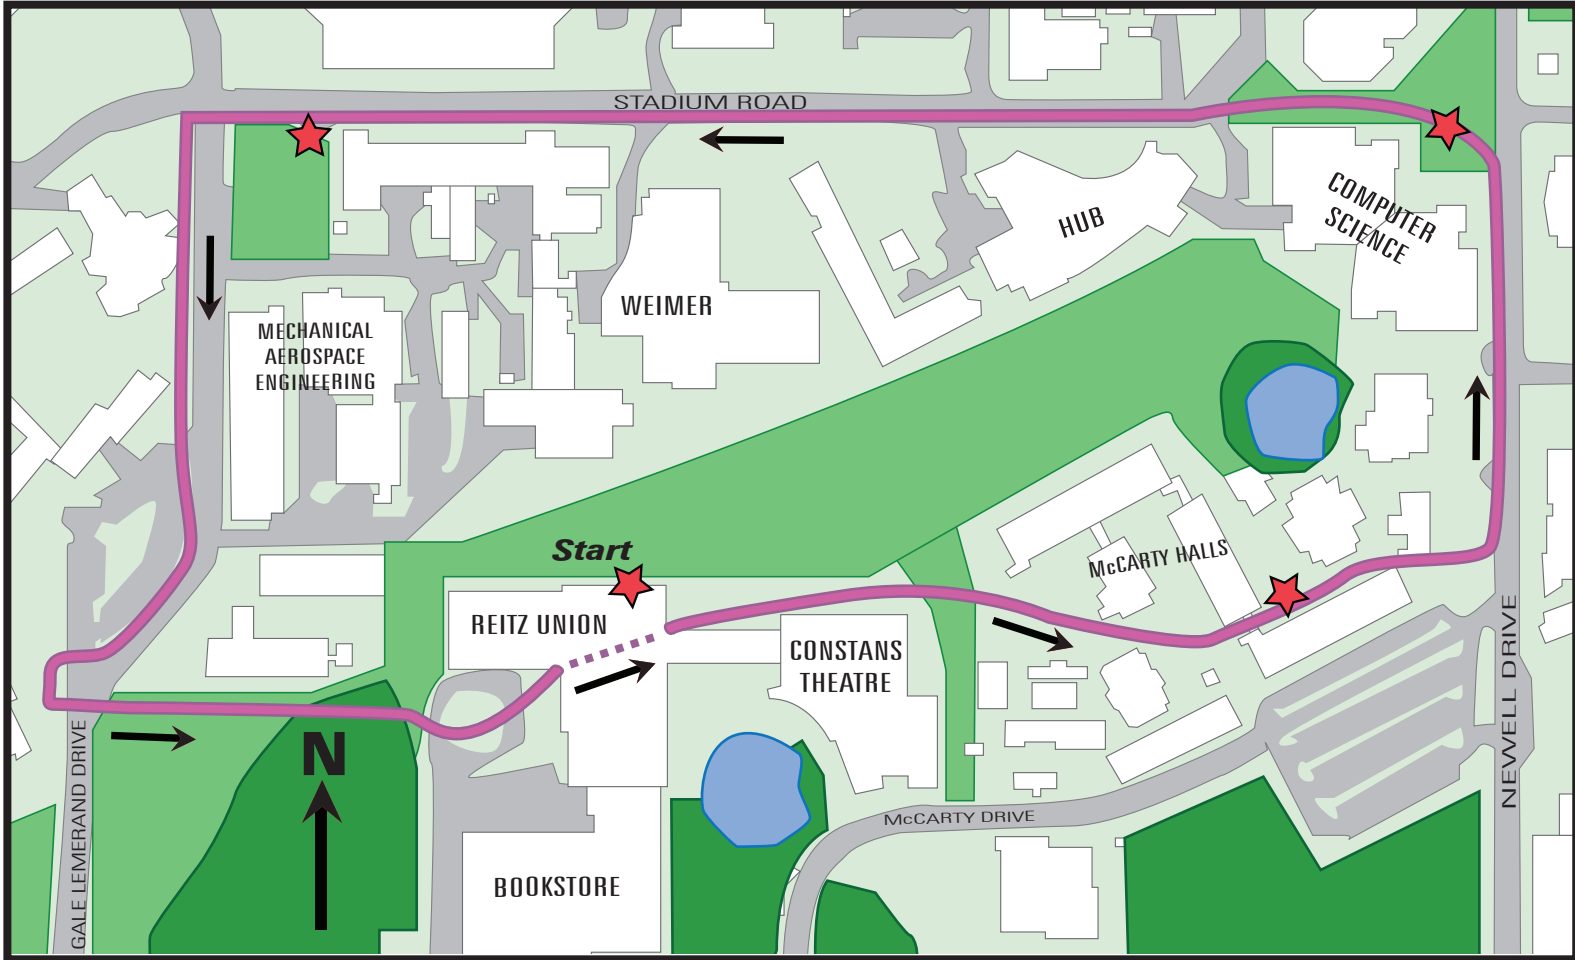 STADIUM ROAD
COMPUTER
SCIENCE
HUB
WEIMER
MECHANICAL
AEROSPACE
ENGINEERING
Start
McCARTY HALLS
REITZ UNION
CONSTANS
THEATRE
NEWELL DRIVE
N
GALE LEMERAND DRIVE
McCARTY DRIVE
BOOKSTORE